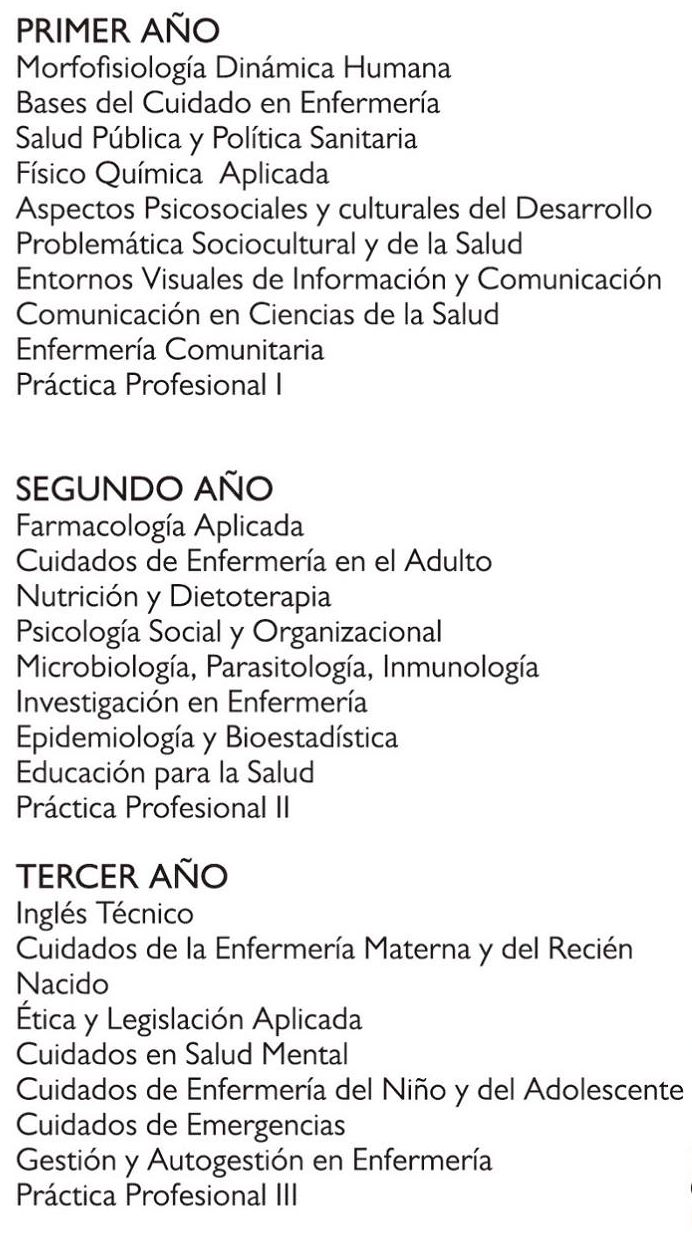 PRIMER AÑO
Morfofisiología Dinámica Humana
Bases del Cuidado en Enfermería
Salud Pública y Política Sanitaria
Físico Química  Aplicada
Aspectos Psicosociales y culturales del Desarrollo
Problemática Sociocultural y de la Salud
Entornos Visuales de Información y Comunicación
Comunicación en Ciencias de la Salud
Enfermería Comunitaria
Práctica Profesional I
SEGUNDO AÑO
Farmacología Aplicada
Cuidados de Enfermería en el Adulto
Nutrición y Dietoterapia
Psicología Social y Organizacional
Microbiología, Parasitología, Inmunología
Investigación en Enfermería
Epidemiología y Bioestadística
Educación para la Salud
Práctica Profesional II
TERCER AÑO
Inglés Técnico
Cuidados de la Enfermería Materna y del Recién
Nacido
Ética y Legislación Aplicada
Cuidados en Salud Mental
Cuidados de Enfermería del Niño y del Adolescente
Cuidados de Emergencias
Gestión y Autogestión en Enfermería
Práctica Profesional III